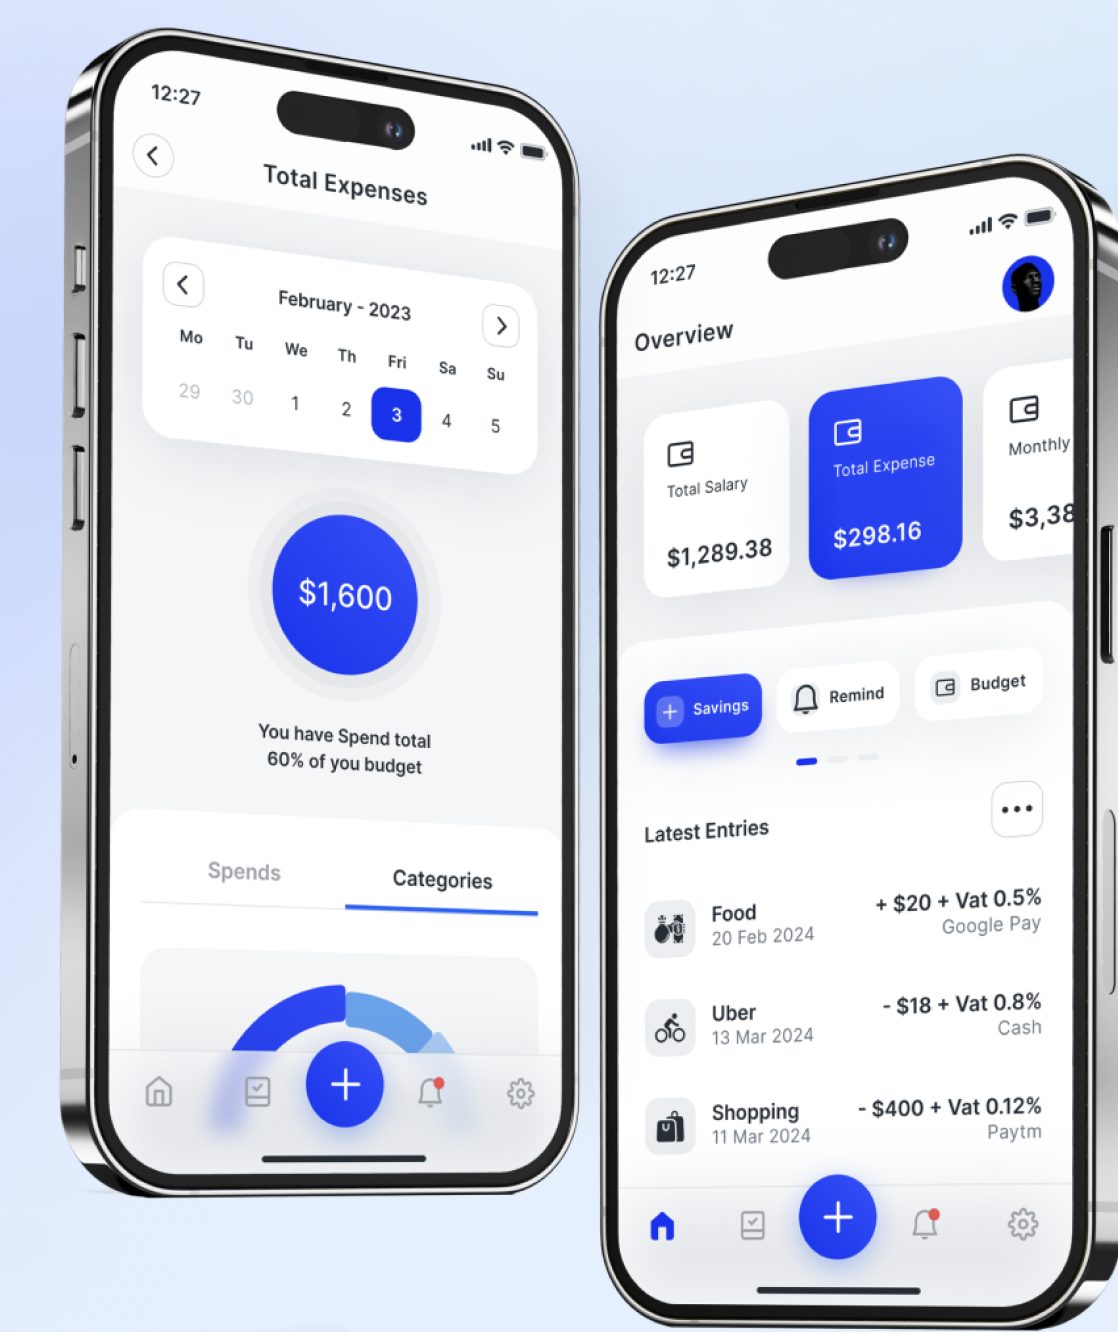 12:27
Total Expenses
February - 2023
Mo Tu We Th Fri Sa Su
29 30 1 2 3 4 5
$1,600
You have Spend total
60% of you budget
Spends Categories
12:27
Overview
Total Salary
$1,289.38
Total Expense
$298.16
Monthly
$3,38
Savings Remind Budget
Latest Entries
Food + $20 + Vat 0.5%
20 Feb 2024 Google Pay
Uber - $18 + Vat 0.8%
13 Mar 2024 Cash
Shopping - $400 + Vat 0.12%
11 Mar 2024 Paytm